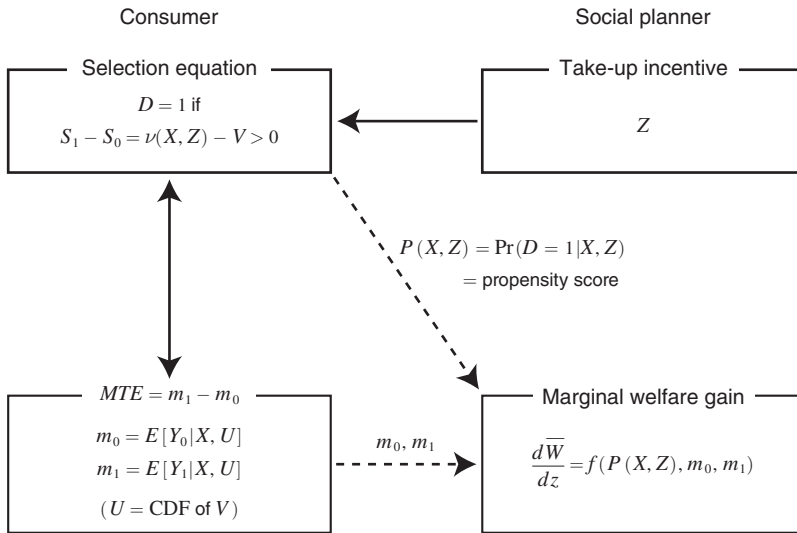 Consumer
Social planner
Selection equation
D = 1 if
S₁ − S₀ = ν(X, Z) − V > 0
Take-up incentive
Z
P(X, Z) = Pr(D = 1|X, Z)
= propensity score
MTE = m₁ − m₀
m₀ = E[Y₀|X, U]
m₁ = E[Y₁|X, U]
(U = CDF of V)
m₀, m₁
Marginal welfare gain
dW̅/dz = f(P(X, Z), m₀, m₁)